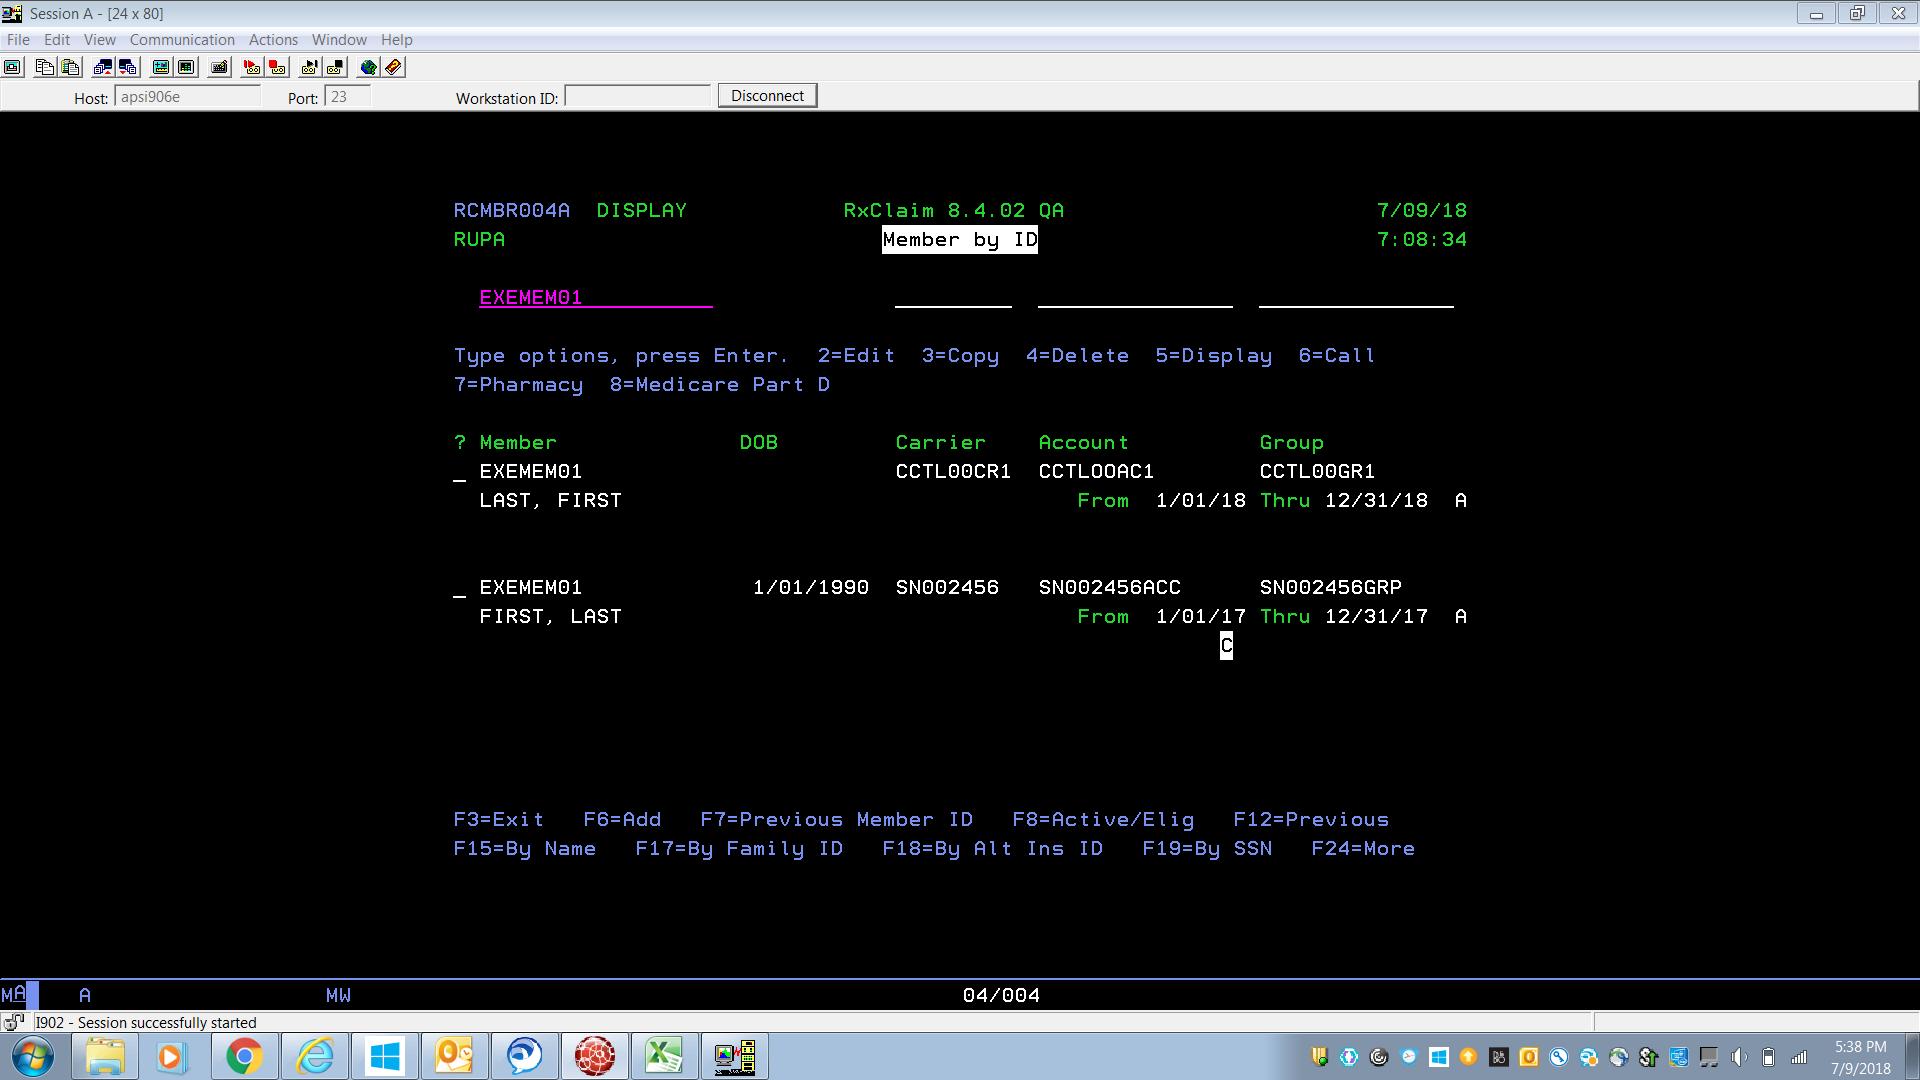 Session A - [24 x 80]
File Edit View Communication Actions Window Help
Host: apsi906e Port: 23 Workstation ID: Disconnect
RCMBR004A DISPLAY RxClaim 8.4.02 QA 7/09/18
RUPA Member by ID 7:08:34
EXEMEM01
Type options, press Enter. 2=Edit 3=Copy 4=Delete 5=Display 6=Call
7=Pharmacy 8=Medicare Part D
? Member DOB Carrier Account Group
_ EXEMEM01 CCTL00CR1 CCTLOOAC1 CCTL00GR1
LAST, FIRST From 1/01/18 Thru 12/31/18 A
_ EXEMEM01 1/01/1990 SN002456 SN002456ACC SN002456GRP
FIRST, LAST From 1/01/17 Thru 12/31/17 A
C
F3=Exit F6=Add F7=Previous Member ID F8=Active/Elig F12=Previous
F15=By Name F17=By Family ID F18=By Alt Ins ID F19=By SSN F24=More
MA A MW 04/004
I902 - Session successfully started
5:38 PM
7/9/2018